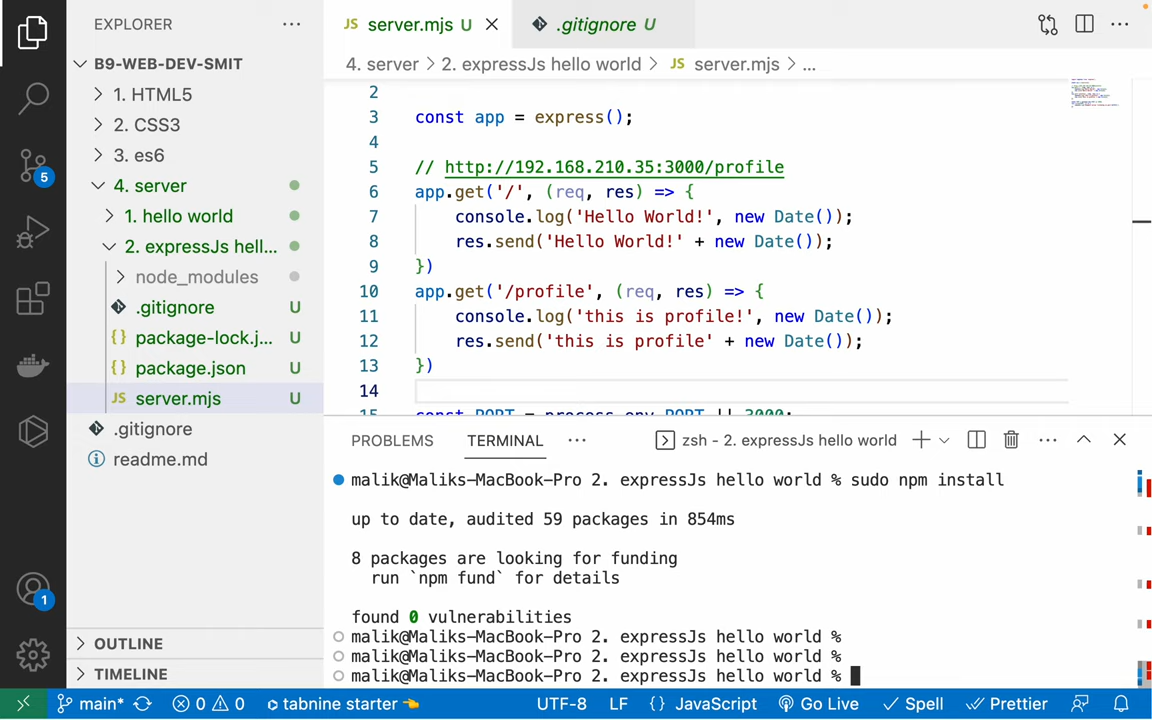 EXPLORER
B9-WEB-DEV-SMIT
1. HTML5
2. CSS3
3. es6
4. server
1. hello world
2. expressJs hell...
node_modules
.gitignore U
{} package-lock.j... U
{} package.json U
JS server.mjs U
.gitignore
readme.md
OUTLINE
TIMELINE
5
1
JS server.mjs U
.gitignore U
4. server > 2. expressJs hello world > JS server.mjs > ...
2
3 const app = express();
4
5 // http://192.168.210.35:3000/profile
6 app.get('/', (req, res) => {
7 console.log('Hello World!', new Date());
8 res.send('Hello World!' + new Date());
9 })
10 app.get('/profile', (req, res) => {
11 console.log('this is profile!', new Date());
12 res.send('this is profile' + new Date());
13 })
14
15 const PORT = process.env.PORT || 3000;
PROBLEMS TERMINAL ... zsh - 2. expressJs hello world
malik@Maliks-MacBook-Pro 2. expressJs hello world % sudo npm install
up to date, audited 59 packages in 854ms
8 packages are looking for funding
run `npm fund` for details
found 0 vulnerabilities
malik@Maliks-MacBook-Pro 2. expressJs hello world %
malik@Maliks-MacBook-Pro 2. expressJs hello world %
malik@Maliks-MacBook-Pro 2. expressJs hello world %
main* 0 0 tabnine starter UTF-8 LF {} JavaScript Go Live Spell Prettier